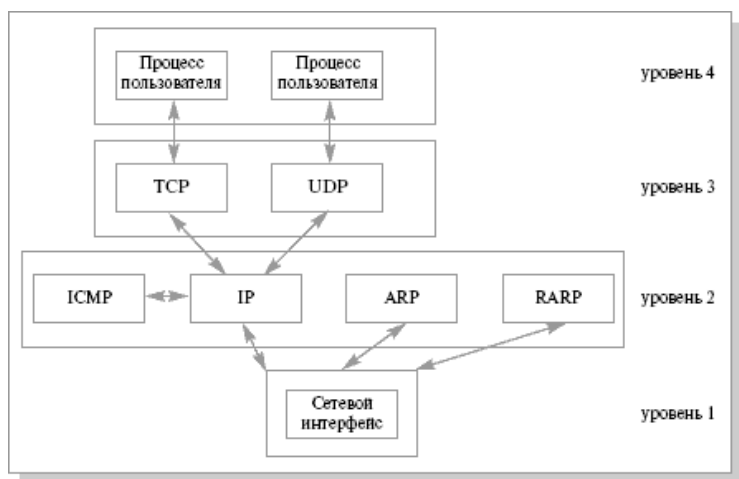 Процесс
пользователя
Процесс
пользователя
уровень 4
TCP
UDP
уровень 3
ICMP
IP
ARP
RARP
уровень 2
Сетевой
интерфейс
уровень 1